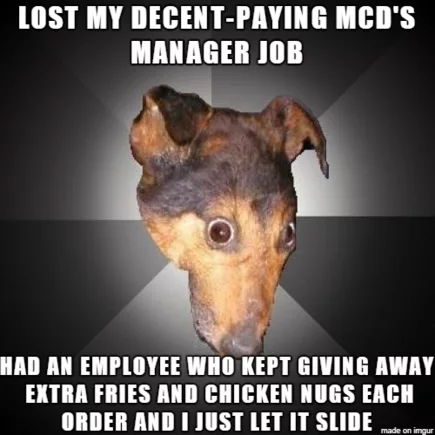 LOST MY DECENT-PAYING MCD'S
MANAGER JOB
HAD AN EMPLOYEE WHO KEPT GIVING AWAY
EXTRA FRIES AND CHICKEN NUGS EACH
ORDER AND I JUST LET IT SLIDE
made on imgur